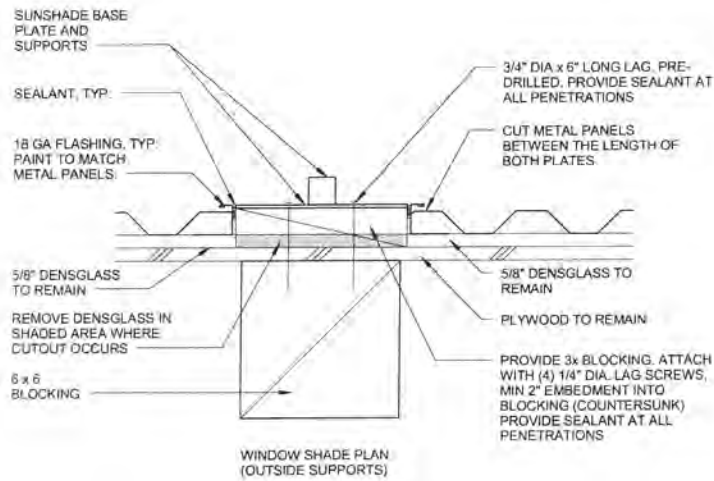 SUNSHADE BASE
PLATE AND
SUPPORTS
SEALANT, TYP.
18 GA FLASHING, TYP.
PAINT TO MATCH
METAL PANELS.
5/8" DENSGLASS
TO REMAIN
REMOVE DENSGLASS IN
SHADED AREA WHERE
CUTOUT OCCURS
6 x 6
BLOCKING
3/4" DIA x 6" LONG LAG, PRE-
DRILLED. PROVIDE SEALANT AT
ALL PENETRATIONS
CUT METAL PANELS
BETWEEN THE LENGTH OF
BOTH PLATES.
5/8" DENSGLASS TO
REMAIN
PLYWOOD TO REMAIN
PROVIDE 3x BLOCKING. ATTACH
WITH (4) 1/4" DIA. LAG SCREWS,
MIN 2" EMBEDMENT INTO
BLOCKING (COUNTERSUNK)
PROVIDE SEALANT AT ALL
PENETRATIONS
WINDOW SHADE PLAN
(OUTSIDE SUPPORTS)